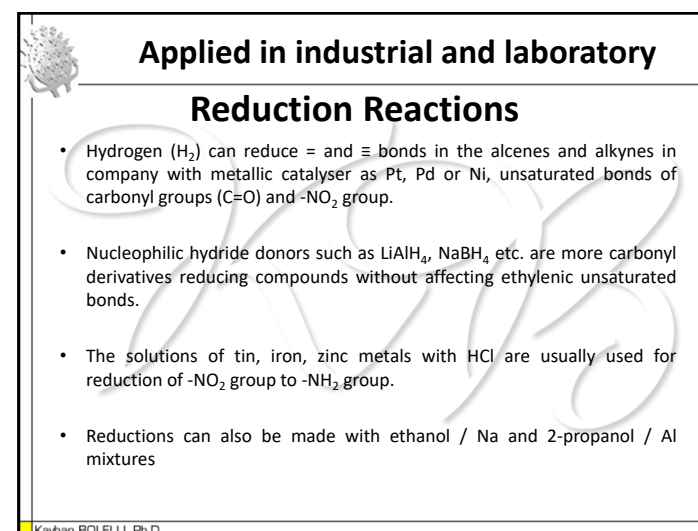 Applied in industrial and laboratory
Reduction Reactions
• Hydrogen (H₂) can reduce = and ≡ bonds in the alcenes and alkynes in
company with metallic catalyser as Pt, Pd or Ni, unsaturated bonds of
carbonyl groups (C=O) and -NO₂ group.
• Nucleophilic hydride donors such as LiAlH₄, NaBH₄ etc. are more carbonyl
derivatives reducing compounds without affecting ethylenic unsaturated
bonds.
• The solutions of tin, iron, zinc metals with HCl are usually used for
reduction of -NO₂ group to -NH₂ group.
• Reductions can also be made with ethanol / Na and 2-propanol / Al
mixtures
Kayhan BOLELLI, Ph.D.